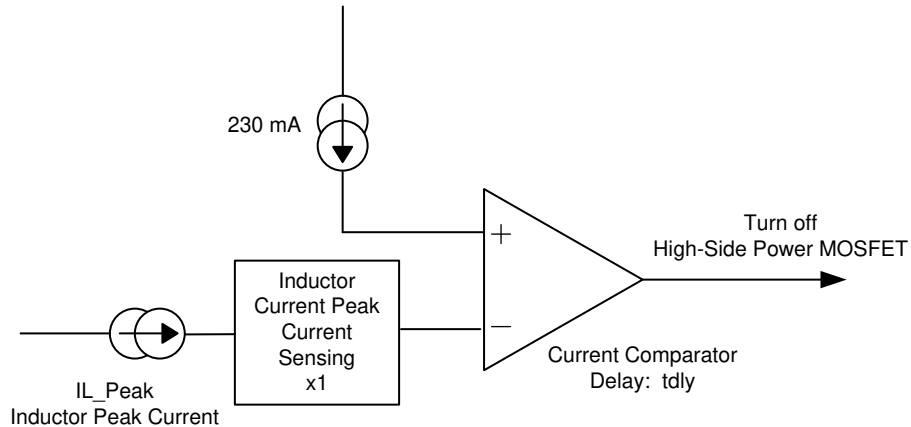 230 mA
+
Turn off
High-Side Power MOSFET
Inductor
Current Peak
Current
Sensing
x1
−
Current Comparator
Delay: tdly
IL_Peak
Inductor Peak Current